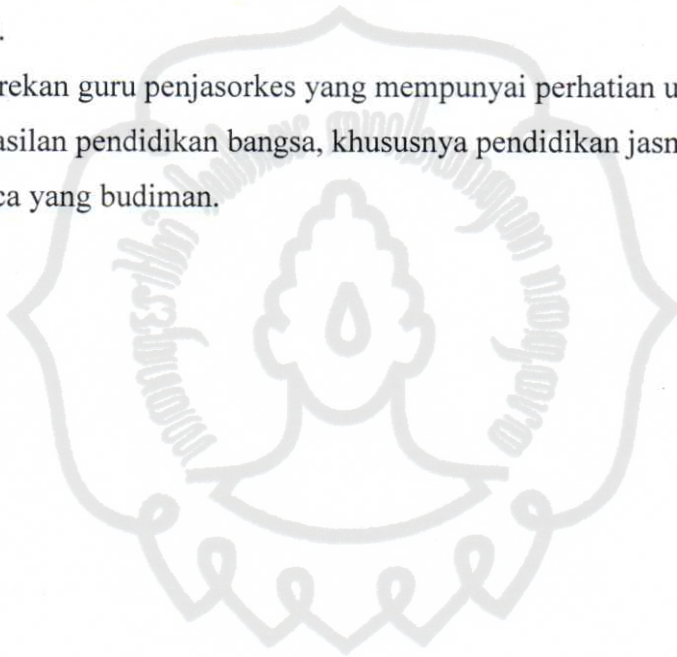 .
rekan guru penjasorkes yang mempunyai perhatian u
asilan pendidikan bangsa, khususnya pendidikan jasn
ca yang budiman.